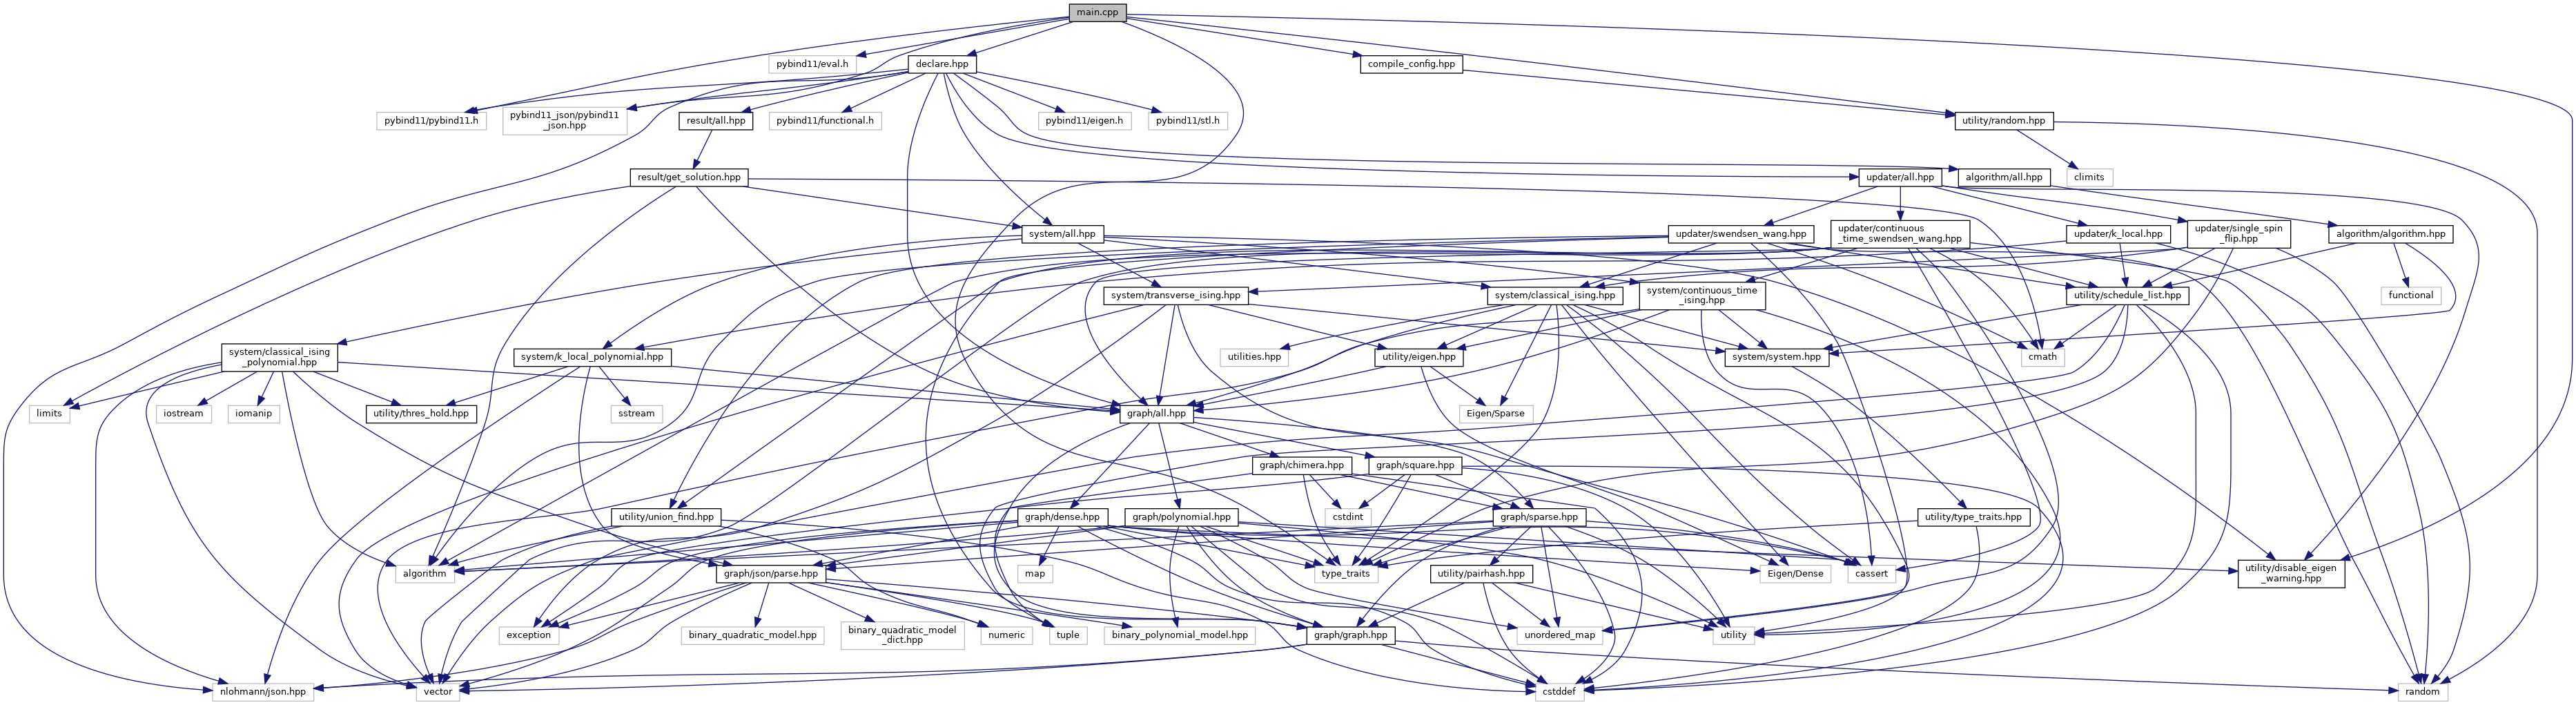 main.cpp
pybind11/eval.h
declare.hpp
compile_config.hpp
pybind11/pybind11.h
pybind11_json/pybind11
_json.hpp
result/all.hpp
pybind11/functional.h
pybind11/eigen.h
pybind11/stl.h
utility/random.hpp
result/get_solution.hpp
updater/all.hpp
algorithm/all.hpp
climits
system/all.hpp
updater/swendsen_wang.hpp
updater/continuous
_time_swendsen_wang.hpp
updater/k_local.hpp
updater/single_spin
_flip.hpp
algorithm/algorithm.hpp
system/transverse_ising.hpp
system/classical_ising.hpp
system/continuous_time
_ising.hpp
utility/schedule_list.hpp
functional
system/classical_ising
_polynomial.hpp
system/k_local_polynomial.hpp
utilities.hpp
utility/eigen.hpp
system/system.hpp
cmath
limits
iostream
iomanip
utility/thres_hold.hpp
sstream
graph/all.hpp
Eigen/Sparse
graph/chimera.hpp
graph/square.hpp
utility/union_find.hpp
graph/dense.hpp
graph/polynomial.hpp
cstdint
graph/sparse.hpp
utility/type_traits.hpp
algorithm
graph/json/parse.hpp
map
type_traits
utility/pairhash.hpp
Eigen/Dense
cassert
utility/disable_eigen
_warning.hpp
exception
binary_quadratic_model.hpp
binary_quadratic_model
_dict.hpp
numeric
tuple
binary_polynomial_model.hpp
graph/graph.hpp
unordered_map
utility
nlohmann/json.hpp
vector
cstddef
random